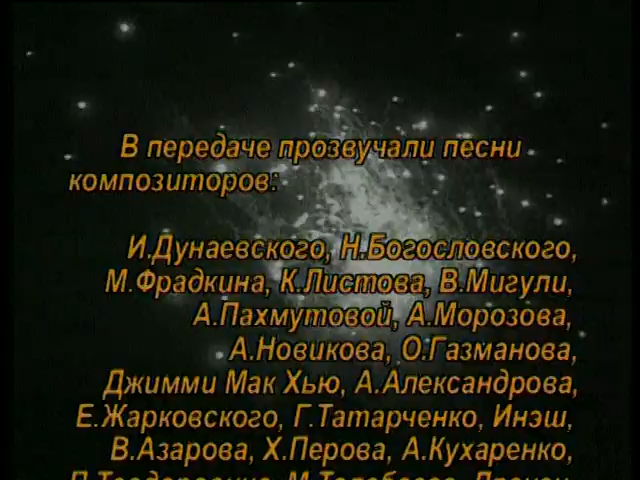 В передаче прозвучали песни
композиторов:
И.Дунаевского, Н.Богословского,
М.Фрадкина, К.Листова, В.Мигули,
А.Пахмутовой, А.Морозова,
А.Новикова, О.Газманова,
Джимми Мак Хью, А.Александрова,
Е.Жарковского, Г.Татарченко, Инэш,
В.Азарова, Х.Перова, А.Кухаренко,